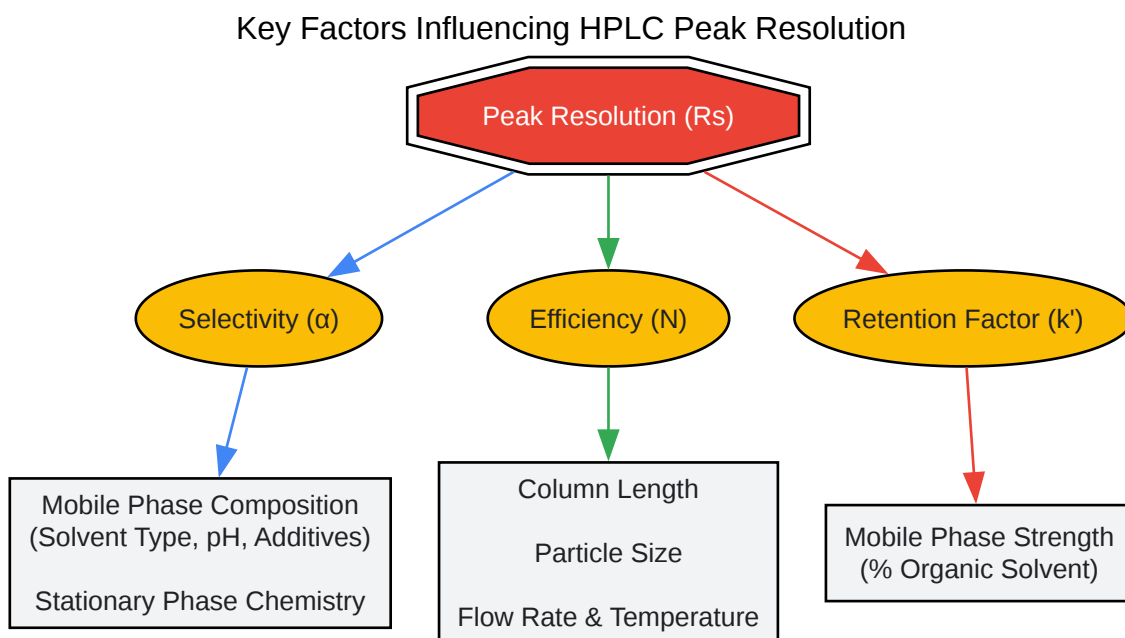 Key Factors Influencing HPLC Peak Resolution
Peak Resolution (Rs)
Selectivity (α)
Efficiency (N)
Retention Factor (k')
Mobile Phase Composition
(Solvent Type, pH, Additives)
Stationary Phase Chemistry
Column Length
Particle Size
Flow Rate & Temperature
Mobile Phase Strength
(% Organic Solvent)